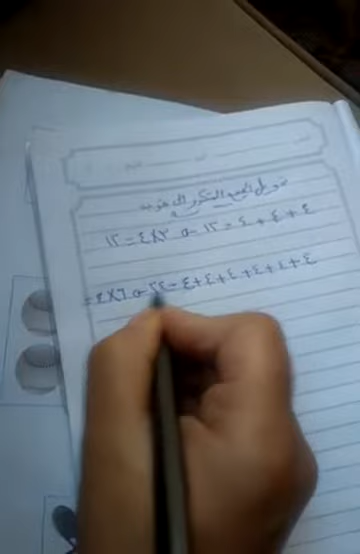 تحويل الجمع المتكرر الى ضرب
٤ + ٤ + ٤ = ١٢ ٣×٤ = ١٢
٤+٤+٤+٤+٤+٤ = ٢٤ ٦×٤ =